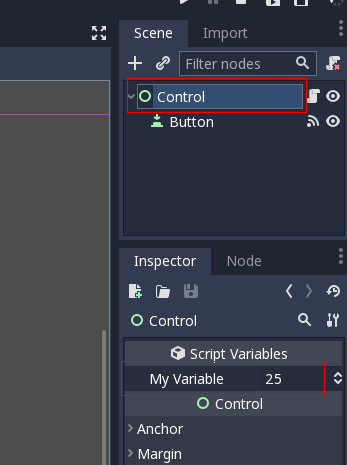 Scene Import
Filter nodes
Control
Button
Inspector Node
Control
Script Variables
My Variable 25
Control
Anchor
Margin